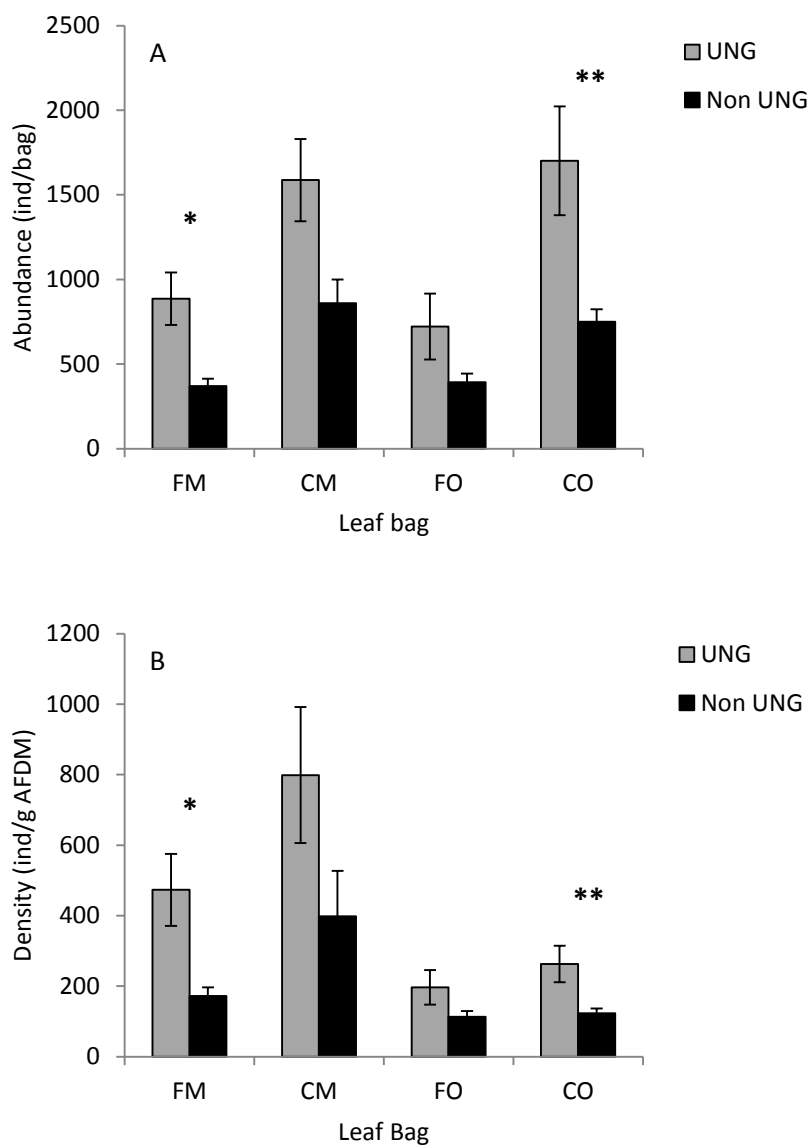 A
UNG
Non UNG
Abundance (ind/bag)
2500
2000
1500
1000
500
0
*
**
FM CM FO CO
Leaf bag
B
UNG
Non UNG
Density (ind/g AFDM)
1200
1000
800
600
400
200
0
*
**
FM CM FO CO
Leaf Bag